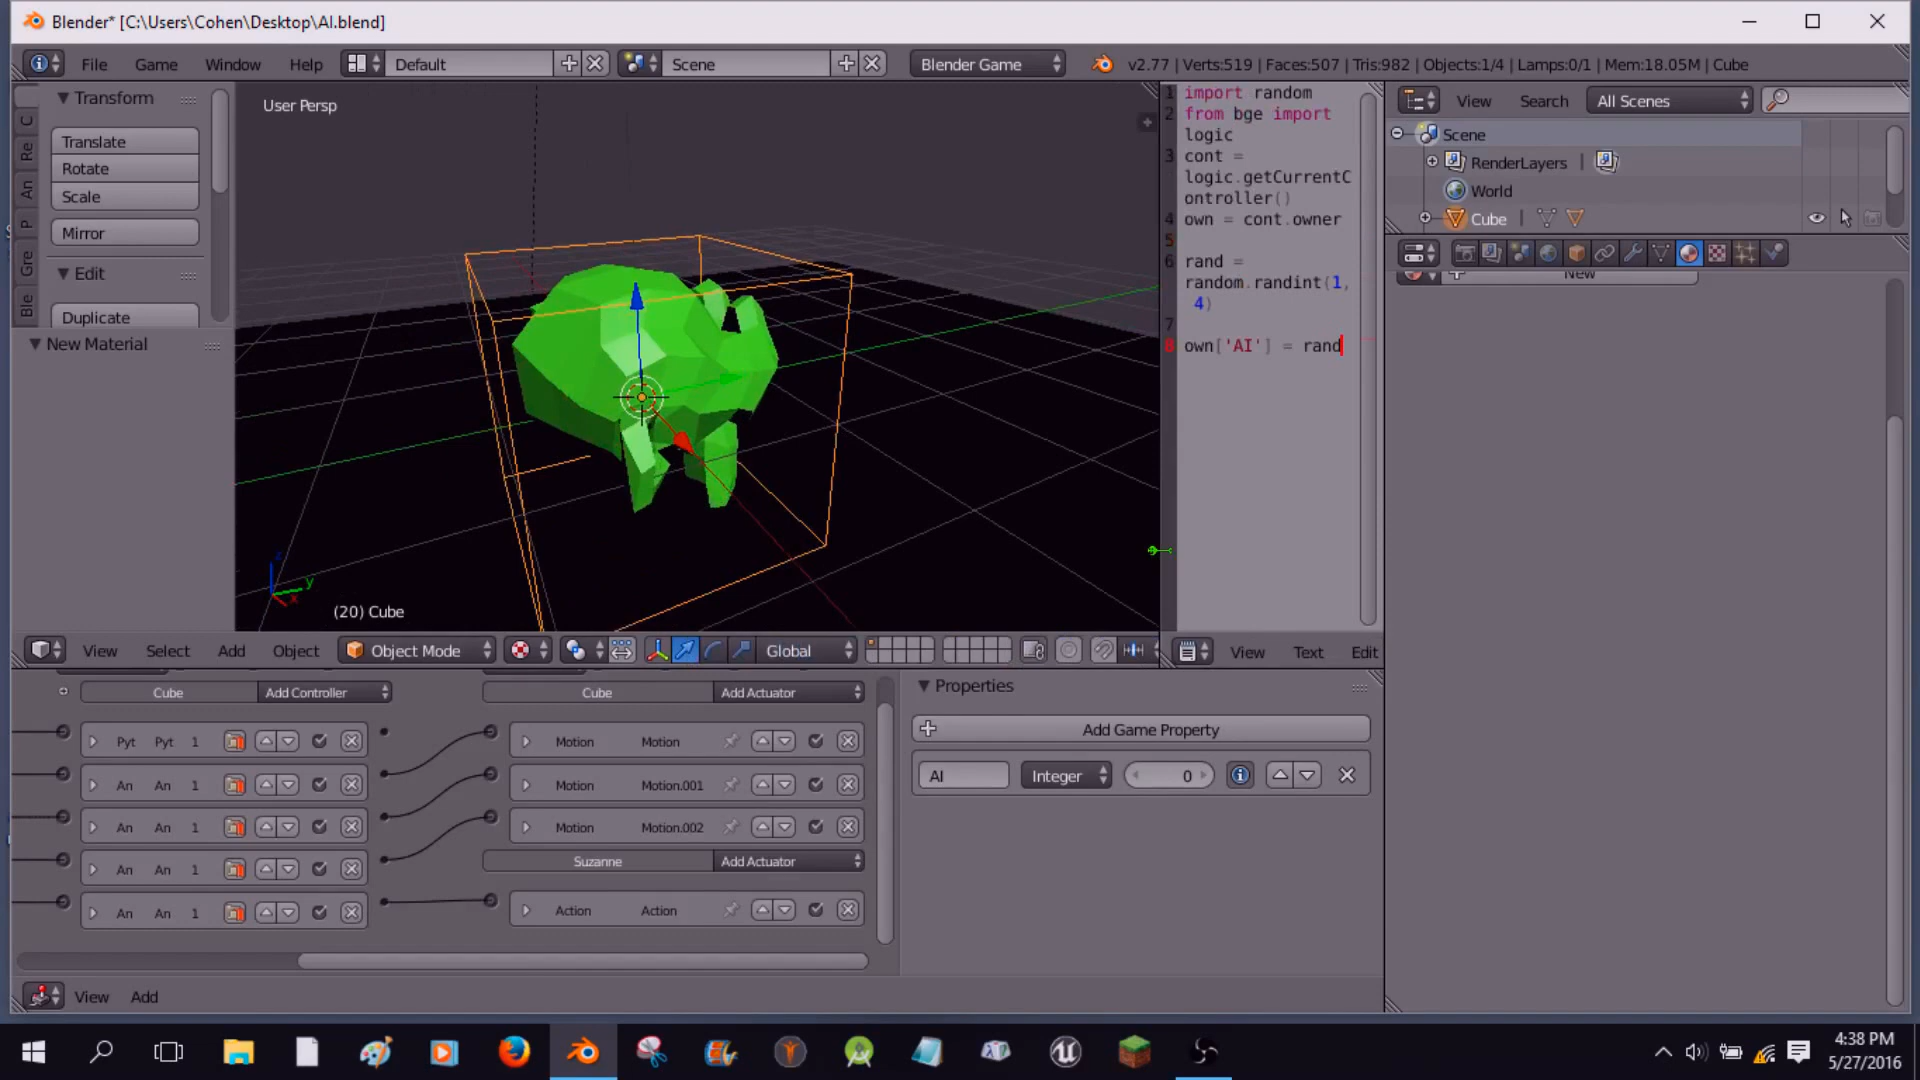 Blender* [C:\Users\Cohen\Desktop\AI.blend]
File Game Window Help Default Scene Blender Game v2.77 | Verts:519 | Faces:507 | Tris:982 | Objects:1/4 | Lamps:0/1 | Mem:18.05M | Cube
Transform
Translate
Rotate
Scale
Mirror
Edit
Duplicate
New Material
C
Re
An
P
Gre
Ble
User Persp
z
y
x
(20) Cube
View Select Add Object Object Mode Global
1 import random
2 from bge import
logic
3 cont =
logic.getCurrentC
ontroller()
4 own = cont.owner
5
6 rand =
random.randint(1,
4)
7
8 own['AI'] = rand
View Text Edit
View Search All Scenes
Scene
RenderLayers |
World
Cube |
New
Cube Add Controller Cube Add Actuator
Pyt Pyt 1 Motion Motion
An An 1 Motion Motion.001
An An 1 Motion Motion.002
Suzanne Add Actuator
An An 1
An An 1 Action Action
Properties
Add Game Property
AI Integer 0
View Add
4:38 PM
5/27/2016